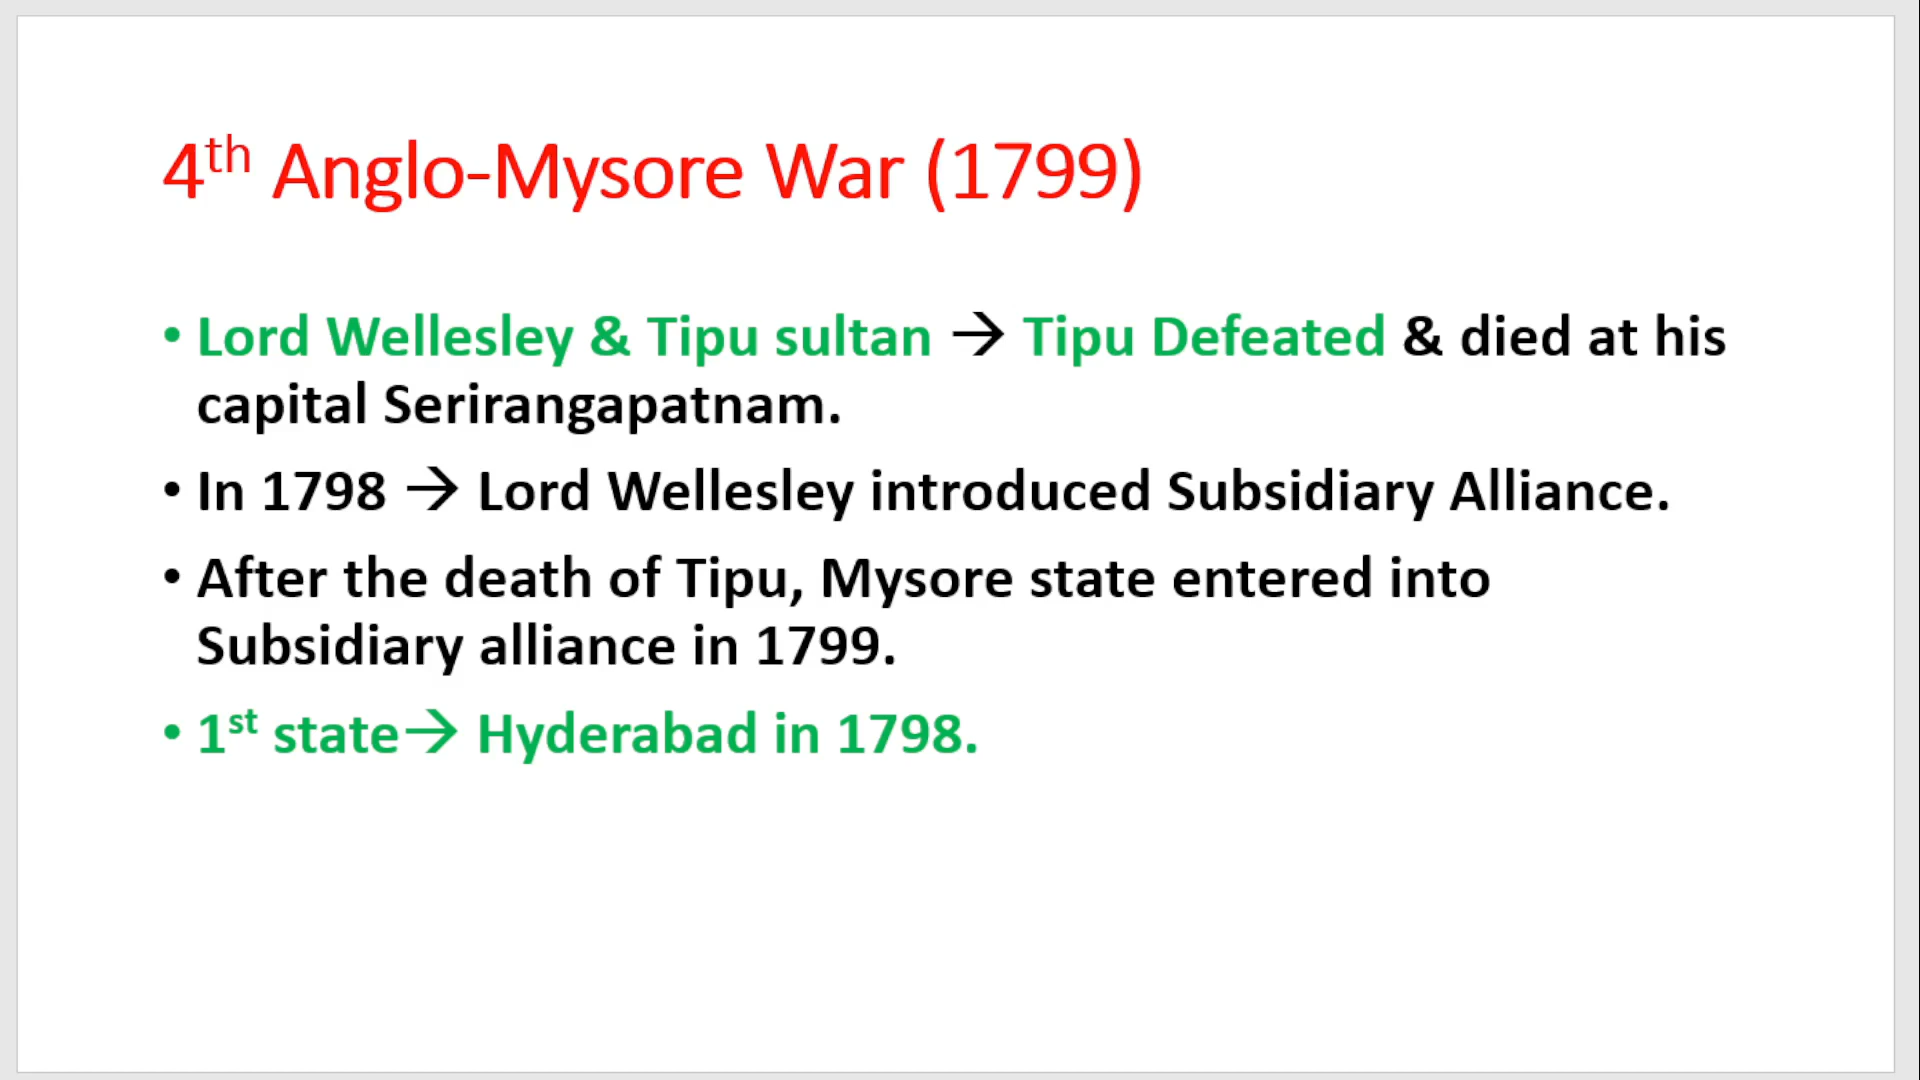 4th Anglo-Mysore War (1799)
• Lord Wellesley & Tipu sultan → Tipu Defeated & died at his
capital Serirangapatnam.
• In 1798 → Lord Wellesley introduced Subsidiary Alliance.
• After the death of Tipu, Mysore state entered into
Subsidiary alliance in 1799.
• 1st state→ Hyderabad in 1798.